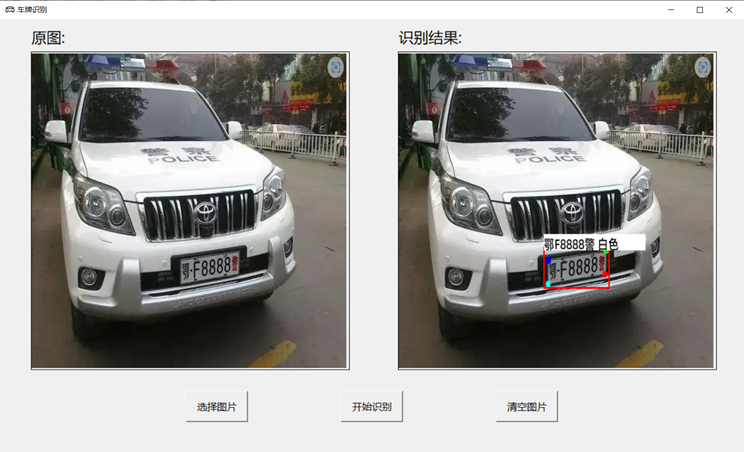 车牌识别
原图:
识别结果:
警 察
POLICE
鄂·F8888警
警 察
POLICE
鄂F8888警 白色
鄂·F8888警
选择图片
开始识别
清空图片